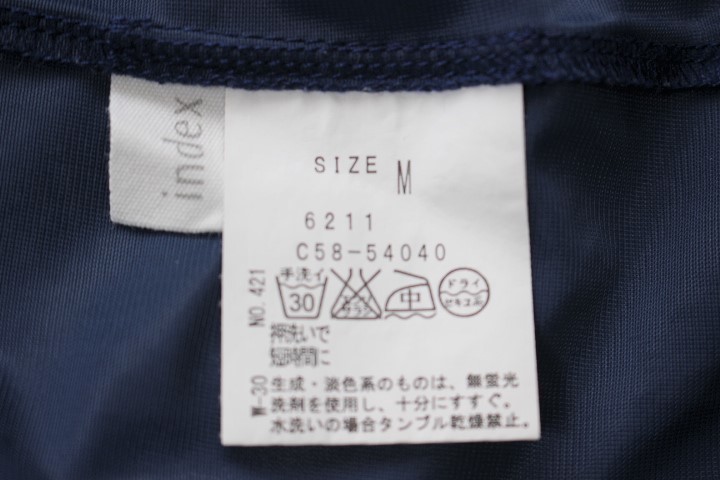 index
SIZE M
6211
C58-54040
手洗イ
30
エンソ
サラシ
中
ドライ
セキユ系
NO.421
押洗いで
短時間に
W-30
生成・淡色系のものは、無蛍光
洗剤を使用し、十分にすすぐ。
水洗いの場合タンブル乾燥禁止。